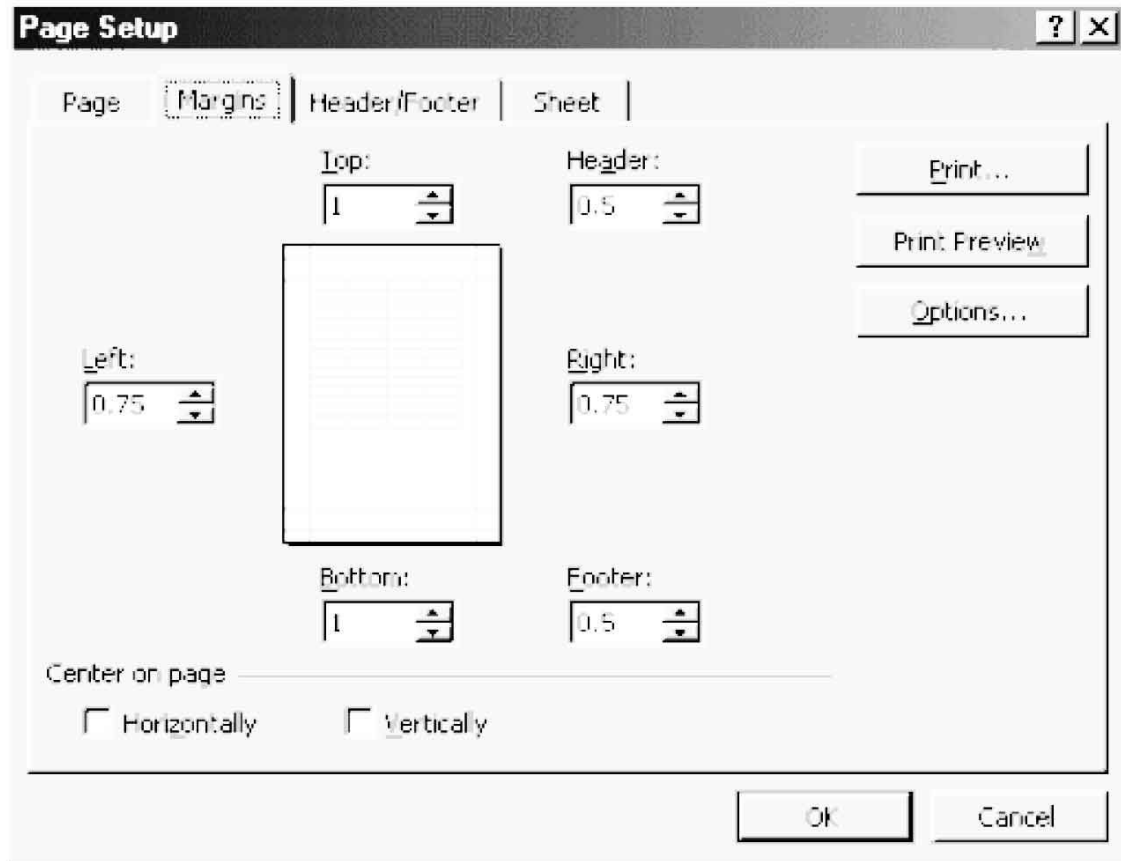 Page Setup
Page Margins Header/Footer Sheet
Top: Header:
1 0.5
Print...
Print Preview
Options...
Left: Right:
0.75 0.75
Bottom: Footer:
1 0.5
Center on page
Horizontally Vertically
OK Cancel